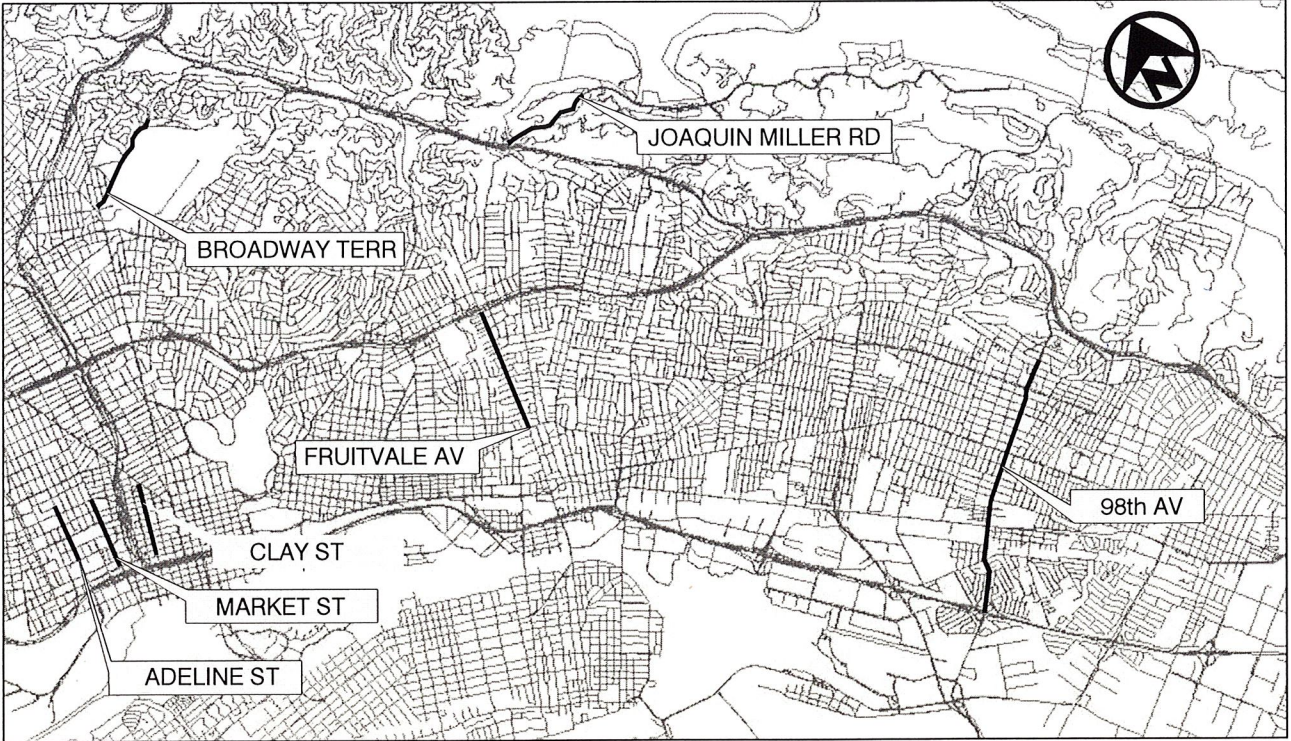 JOAQUIN MILLER RD
BROADWAY TERR
FRUITVALE AV
98th AV
CLAY ST
MARKET ST
ADELINE ST